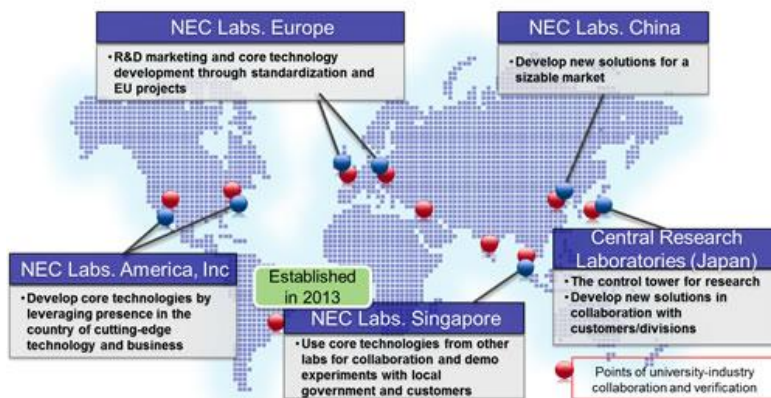 NEC Labs. Europe
• R&D marketing and core technology
development through standardization and
EU projects
NEC Labs. China
• Develop new solutions for a
sizable market
NEC Labs. America, Inc
• Develop core technologies by
leveraging presence in the
country of cutting-edge
technology and business
Established
in 2013
NEC Labs. Singapore
• Use core technologies from other
labs for collaboration and demo
experiments with local
government and customers
Central Research
Laboratories (Japan)
• The control tower for research
• Develop new solutions in
collaboration with
customers/divisions
Points of university-industry
collaboration and verification